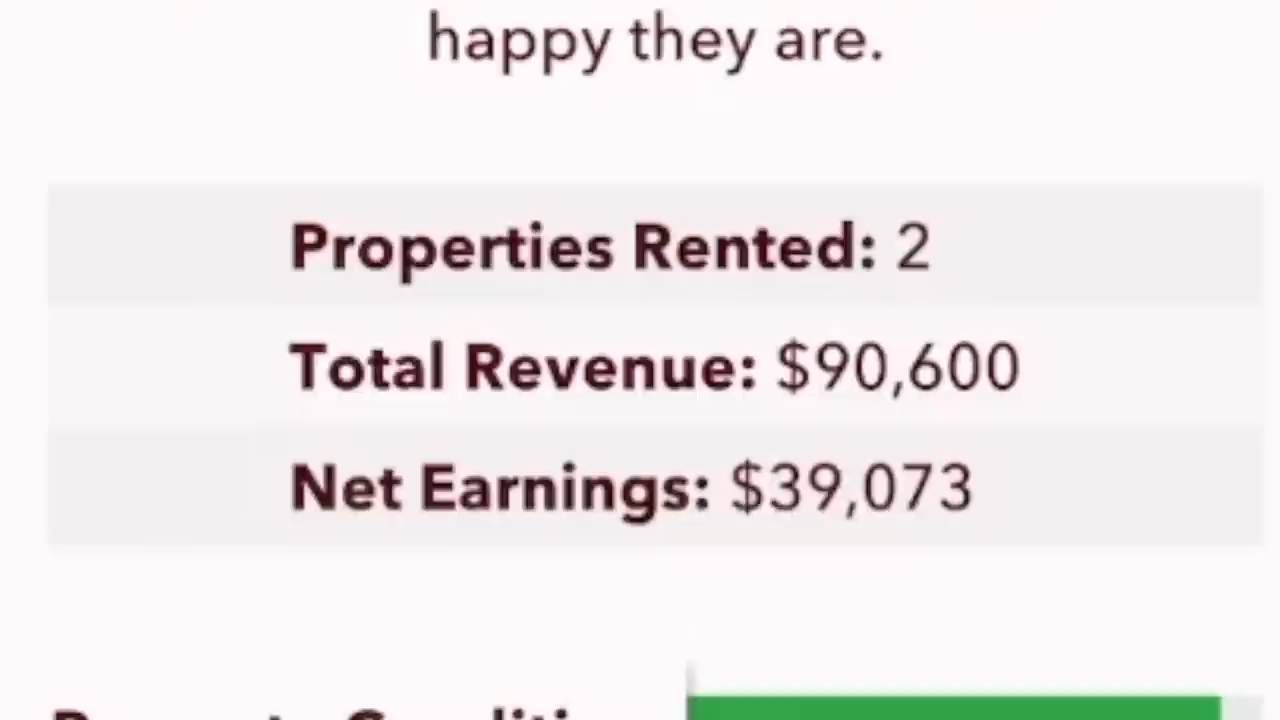 happy they are.
Properties Rented: 2
Total Revenue: $90,600
Net Earnings: $39,073